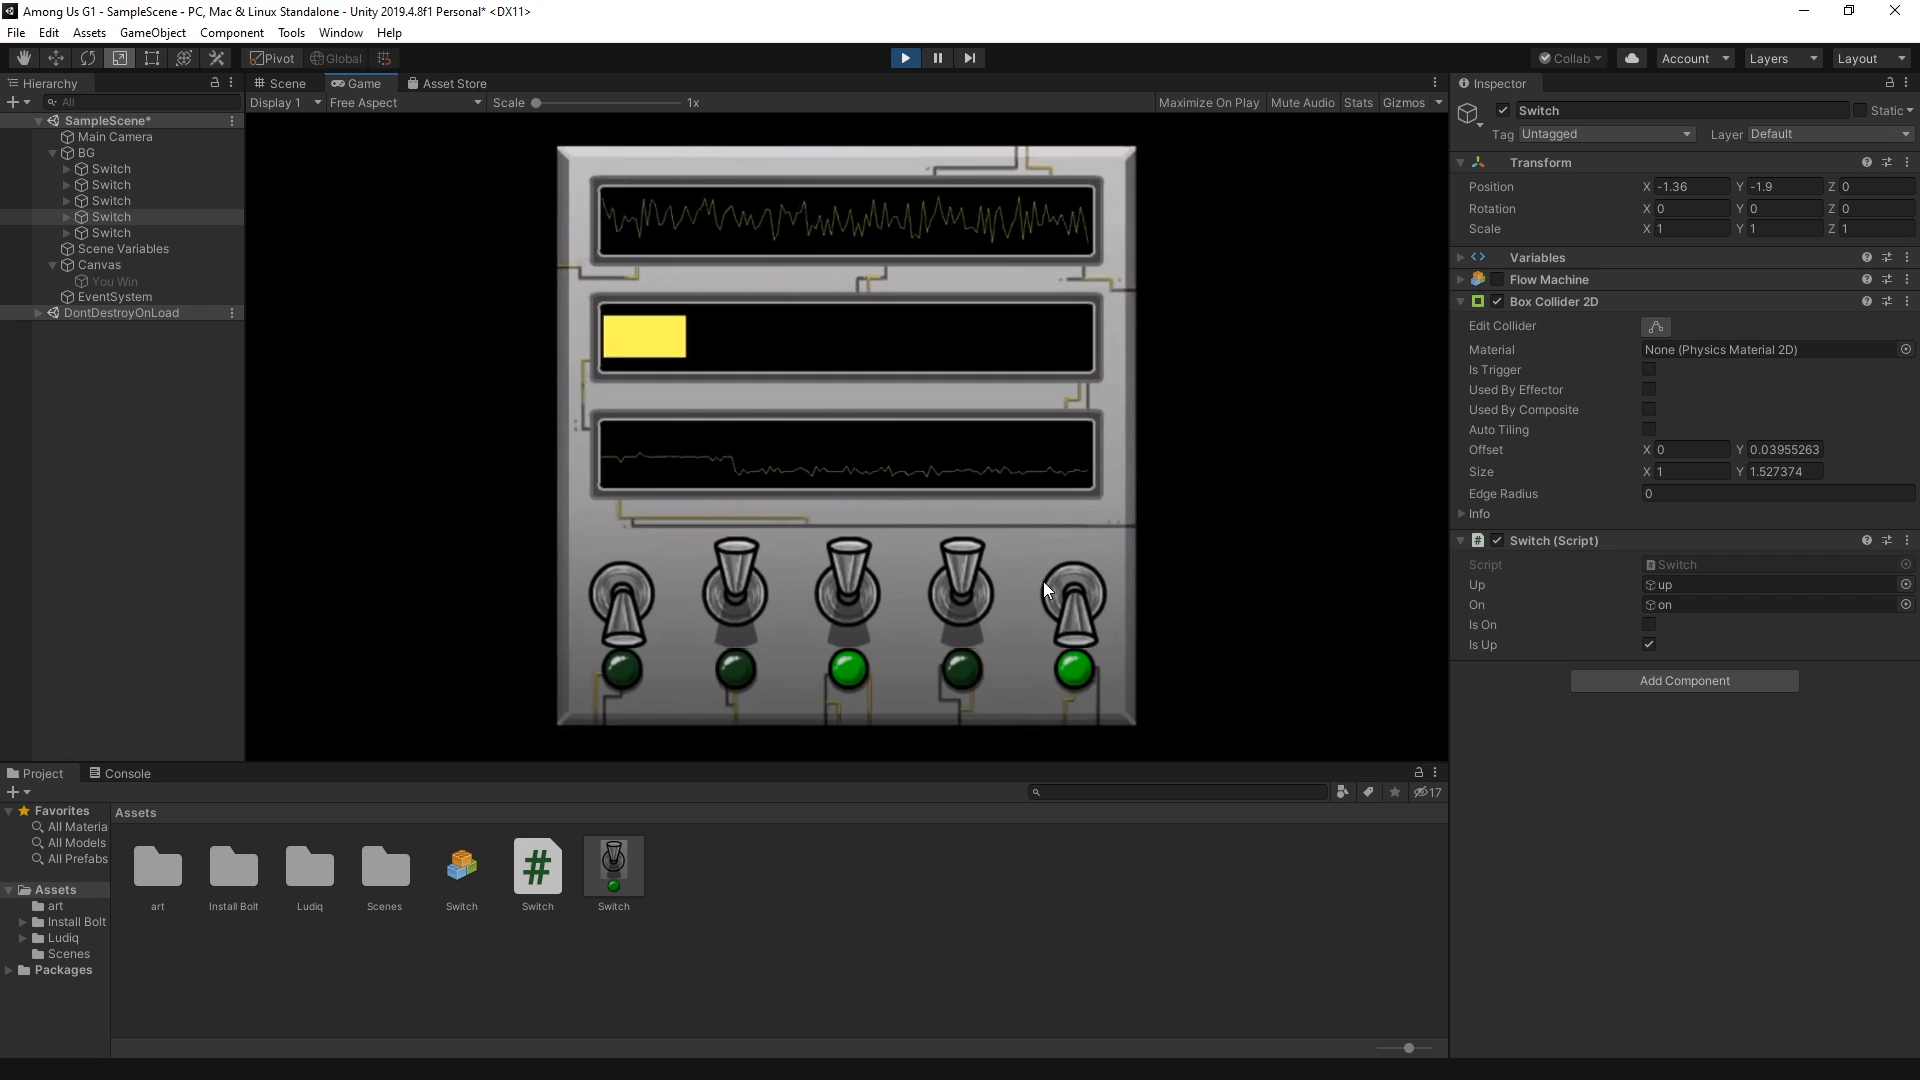 Among Us G1 - SampleScene - PC, Mac & Linux Standalone - Unity 2019.4.8f1 Personal* <DX11>
File Edit Assets GameObject Component Tools Window Help
Pivot Global Collab Account Layers Layout
Hierarchy
All
SampleScene*
Main Camera
BG
Switch
Switch
Switch
Switch
Switch
Scene Variables
Canvas
You Win
EventSystem
DontDestroyOnLoad
Scene Game Asset Store
Display 1 Free Aspect Scale 1x Maximize On Play Mute Audio Stats Gizmos
Inspector
Switch Static
Tag Untagged Layer Default
Transform
Position X -1.36 Y -1.9 Z 0
Rotation X 0 Y 0 Z 0
Scale X 1 Y 1 Z 1
Variables
Flow Machine
Box Collider 2D
Edit Collider
Material None (Physics Material 2D)
Is Trigger
Used By Effector
Used By Composite
Auto Tiling
Offset X 0 Y 0.03955263
Size X 1 Y 1.527374
Edge Radius 0
Info
# Switch (Script)
Script Switch
Up up
On on
Is On
Is Up
Add Component
Project Console
17
Favorites
All Materia
All Models
All Prefabs
Assets
art
Install Bolt
Ludiq
Scenes
Packages
Assets
#
art Install Bolt Ludiq Scenes Switch Switch Switch